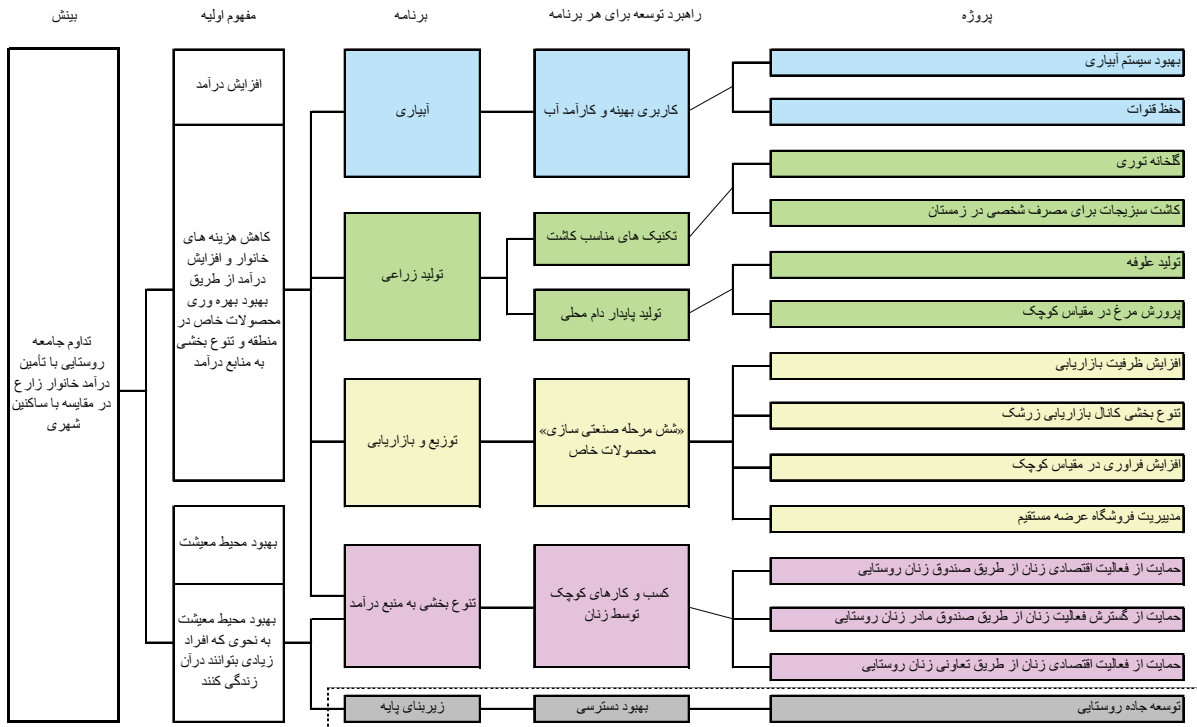 بینش
مفهوم اولیه
برنامه
راهبرد توسعه برای هر برنامه
پروژه
تداوم جامعه
روستایی با تأمین
درآمد خانوار زارع
در مقایسه با ساکنین
شهری
افزایش درآمد
کاهش هزینه های
خانوار و افزایش
درآمد از طریق
بهبود بهره وری
محصولات خاص در
منطقه و تنوع بخشی
به منابع درآمد
بهبود محیط معیشت
بهبود محیط معیشت
به نحوی که افراد
زیادی بتوانند درآن
زندگی کنند
آبیاری
کاربری بهینه و کارآمد آب
بهبود سیستم آبیاری
حفظ قنوات
تولید زراعی
تکنیک های مناسب کاشت
گلخانه توری
کاشت سبزیجات برای مصرف شخصی در زمستان
تولید پایدار دام محلی
تولید علوفه
پرورش مرغ در مقیاس کوچک
توزیع و بازاریابی
«شش مرحله صنعتی سازی»
محصولات خاص
افزایش ظرفیت بازاریابی
تنوع بخشی کانال بازاریابی زرشک
افزایش فراوری در مقیاس کوچک
مدیریت فروشگاه عرضه مستقیم
تنوع بخشی به منبع درآمد
کسب و کارهای کوچک
توسط زنان
حمایت از فعالیت اقتصادی زنان از طریق صندوق زنان روستایی
حمایت از گسترش فعالیت زنان از طریق صندوق مادر زنان روستایی
حمایت از فعالیت اقتصادی زنان از طریق تعاونی زنان روستایی
زیربنای پایه
بهبود دسترسی
توسعه جاده روستایی